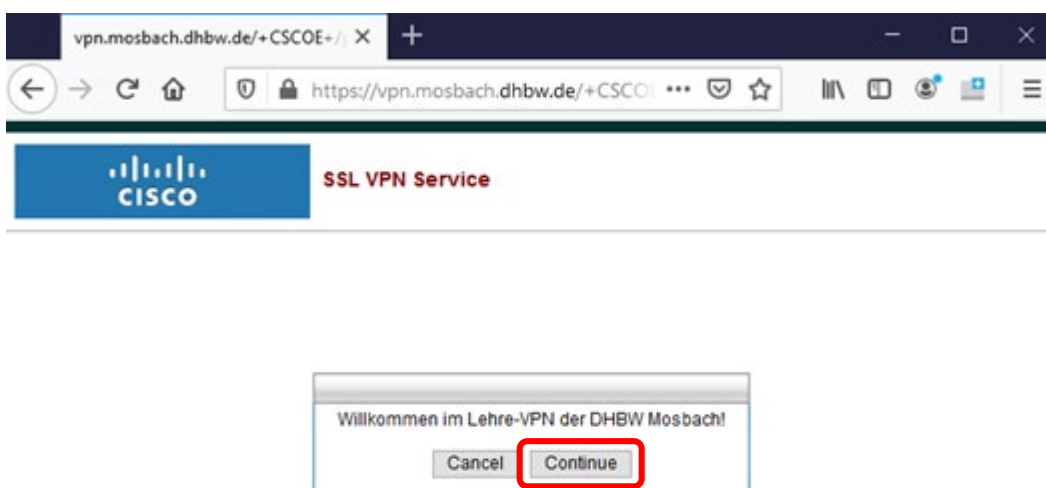 vpn.mosbach.dhbw.de/+CSCOE+/
https://vpn.mosbach.dhbw.de/+CSCO
CISCO
SSL VPN Service
Willkommen im Lehre-VPN der DHBW Mosbach!
Cancel Continue